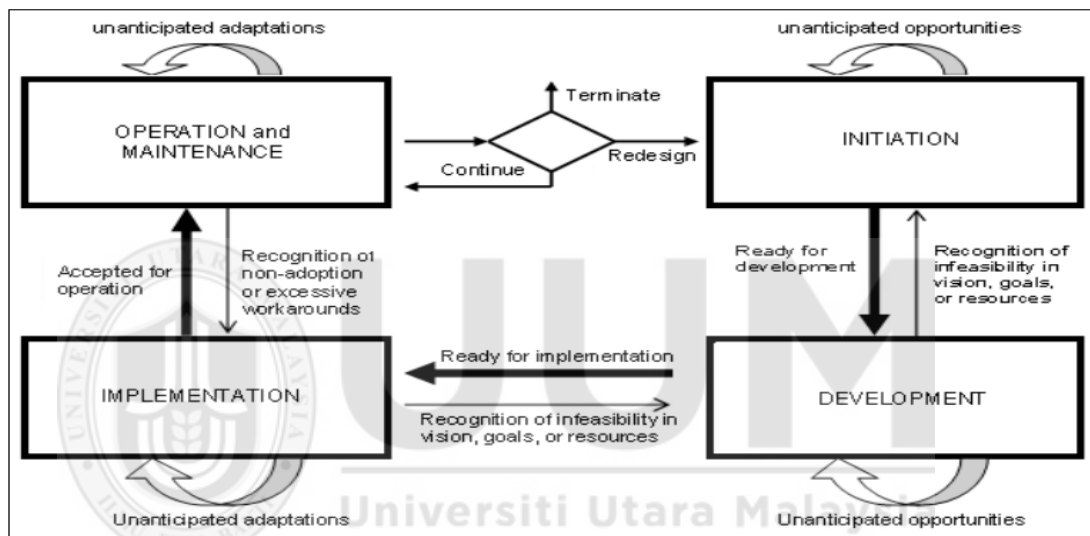 unanticipated adaptations
unanticipated opportunities
OPERATION and
MAINTENANCE
Terminate
Continue
Redesign
INITIATION
Accepted for
operation
Recognition of
non-adoption
or excessive
workarounds
Ready for
development
Recognition of
infeasibility in
vision, goals,
or resources
IMPLEMENTATION
Ready for implementation
Recognition of infeasibility in
vision, goals, or resources
DEVELOPMENT
Unanticipated adaptations
Unanticipated opportunities
UUM
Universiti Utara Malaysia